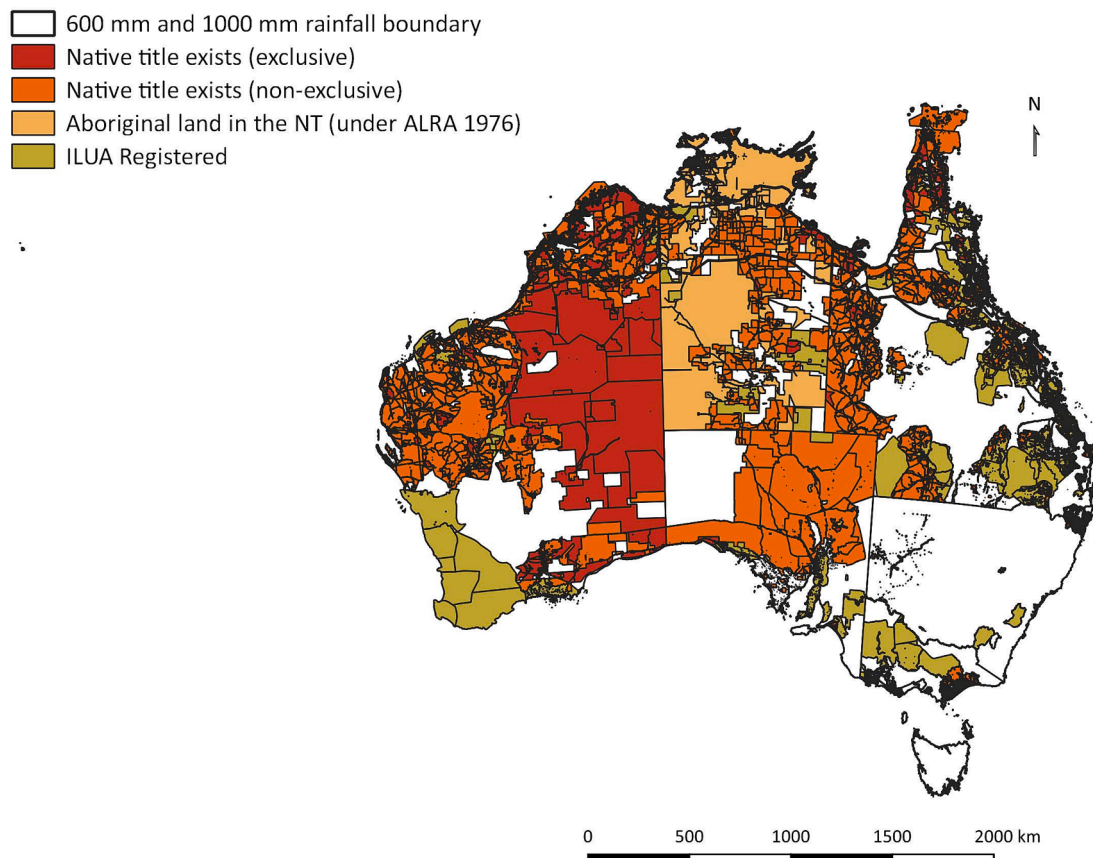 600 mm and 1000 mm rainfall boundary
Native title exists (exclusive)
Native title exists (non-exclusive)
Aboriginal land in the NT (under ALRA 1976)
ILUA Registered
N
0 500 1000 1500 2000 km